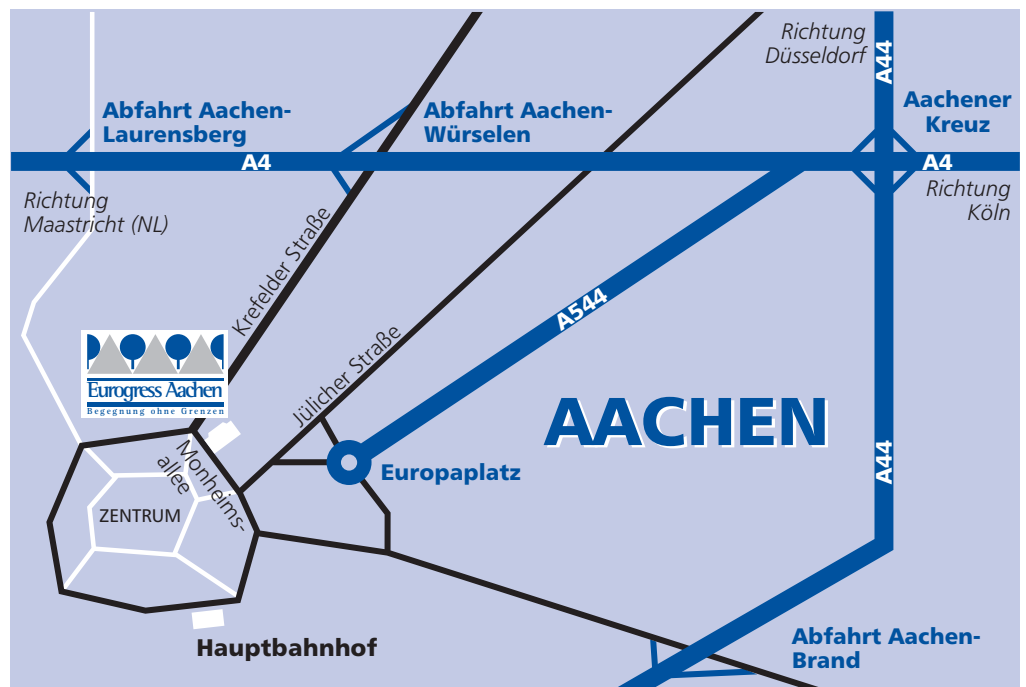 Richtung
Düsseldorf
A44
Abfahrt Aachen-
Laurensberg
Abfahrt Aachen-
Würselen
Aachener
Kreuz
A4
A4
Richtung
Maastricht (NL)
Richtung
Köln
Krefelder Straße
A544
Jülicher Straße
Eurogress Aachen
Begegnung ohne Grenzen
AACHEN
Monheims-
allee
Europaplatz
A44
ZENTRUM
Hauptbahnhof
Abfahrt Aachen-
Brand